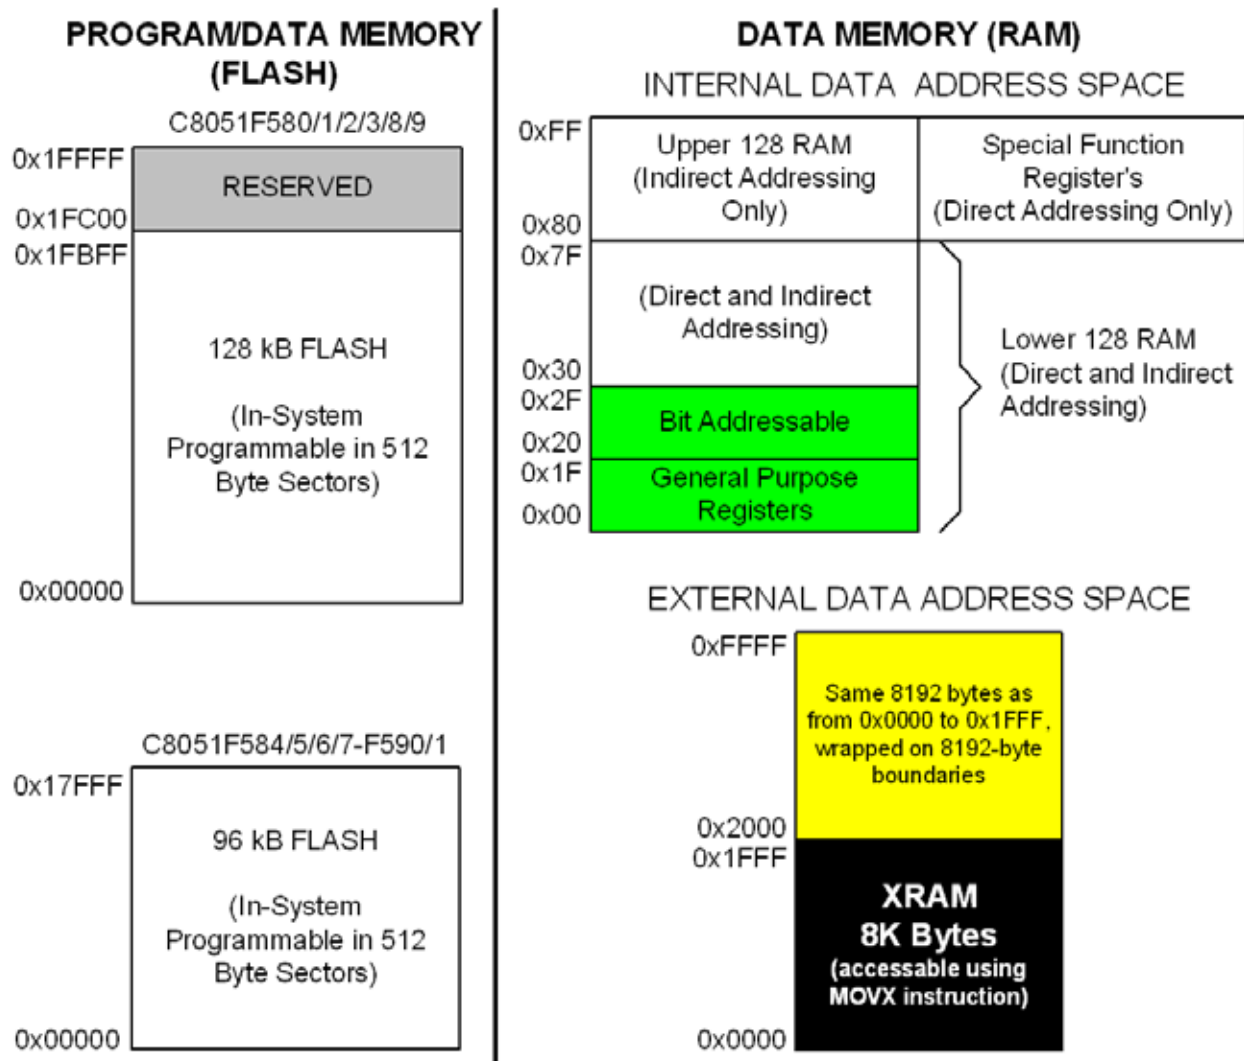 PROGRAM/DATA MEMORY
(FLASH)
C8051F580/1/2/3/8/9
0x1FFFF
RESERVED
0x1FC00
0x1FBFF
128 kB FLASH
(In-System
Programmable in 512
Byte Sectors)
0x00000
C8051F584/5/6/7-F590/1
0x17FFF
96 kB FLASH
(In-System
Programmable in 512
Byte Sectors)
0x00000
DATA MEMORY (RAM)
INTERNAL DATA ADDRESS SPACE
0xFF
Upper 128 RAM
(Indirect Addressing
Only)
0x80
Special Function
Register's
(Direct Addressing Only)
0x7F
(Direct and Indirect
Addressing)
0x30
Lower 128 RAM
(Direct and Indirect
Addressing)
0x2F
Bit Addressable
0x20
0x1F
General Purpose
Registers
0x00
EXTERNAL DATA ADDRESS SPACE
0xFFFF
Same 8192 bytes as
from 0x0000 to 0x1FFF,
wrapped on 8192-byte
boundaries
0x2000
0x1FFF
XRAM
8K Bytes
(accessable using
MOVX instruction)
0x0000